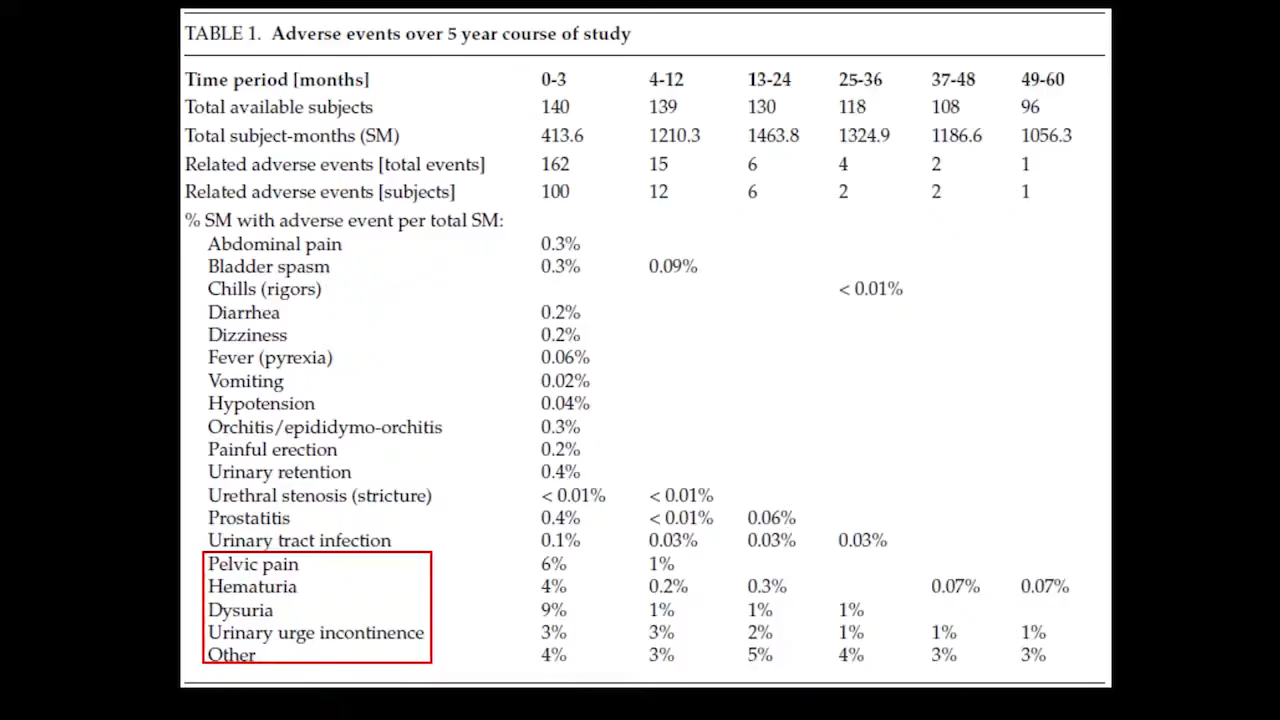 TABLE 1. Adverse events over 5 year course of study
Time period [months] 0-3 4-12 13-24 25-36 37-48 49-60
Total available subjects 140 139 130 118 108 96
Total subject-months (SM) 413.6 1210.3 1463.8 1324.9 1186.6 1056.3
Related adverse events [total events] 162 15 6 4 2 1
Related adverse events [subjects] 100 12 6 2 2 1
% SM with adverse event per total SM:
Abdominal pain 0.3%
Bladder spasm 0.3% 0.09%
Chills (rigors) < 0.01%
Diarrhea 0.2%
Dizziness 0.2%
Fever (pyrexia) 0.06%
Vomiting 0.02%
Hypotension 0.04%
Orchitis/epididymo-orchitis 0.3%
Painful erection 0.2%
Urinary retention 0.4%
Urethral stenosis (stricture) < 0.01% < 0.01%
Prostatitis 0.4% < 0.01% 0.06%
Urinary tract infection 0.1% 0.03% 0.03% 0.03%
Pelvic pain 6% 1%
Hematuria 4% 0.2% 0.3% 0.07% 0.07%
Dysuria 9% 1% 1% 1%
Urinary urge incontinence 3% 3% 2% 1% 1% 1%
Other 4% 3% 5% 4% 3% 3%